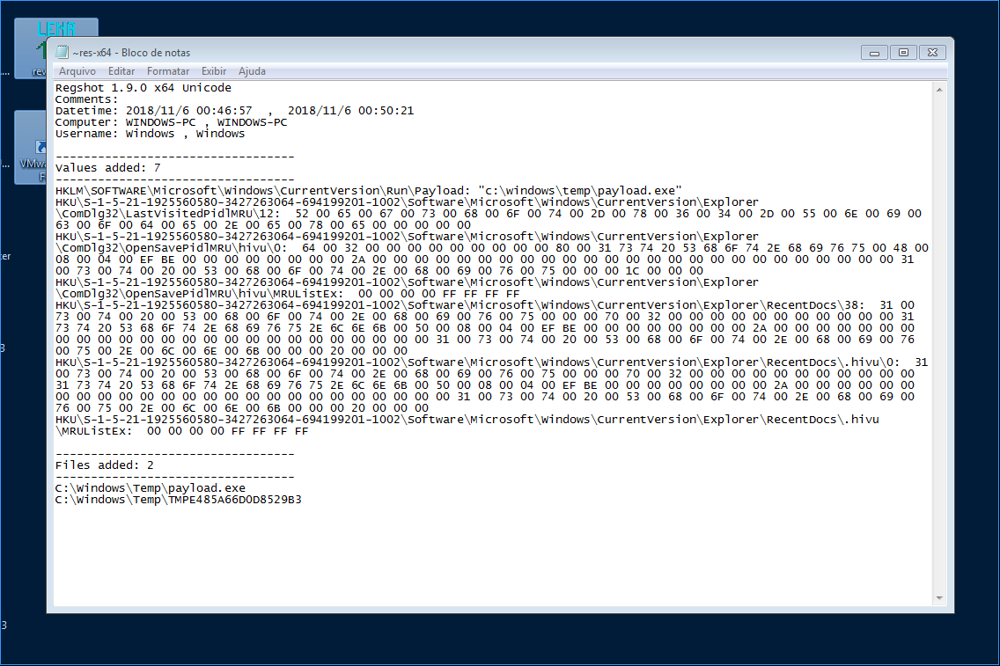 LENA
rev
...
VMwa
F
...
ter
3
3
~res-x64 - Bloco de notas
Arquivo Editar Formatar Exibir Ajuda
Regshot 1.9.0 x64 Unicode
Comments:
Datetime: 2018/11/6 00:46:57  ,  2018/11/6 00:50:21
Computer: WINDOWS-PC , WINDOWS-PC
Username: Windows , Windows
----------------------------------
Values added: 7
----------------------------------
HKLM\SOFTWARE\Microsoft\Windows\CurrentVersion\Run\Payload: "c:\windows\temp\payload.exe"
HKU\S-1-5-21-1925560580-3427263064-694199201-1002\Software\Microsoft\Windows\CurrentVersion\Explorer
\ComDlg32\LastVisitedPidlMRU\12:  52 00 65 00 67 00 73 00 68 00 6F 00 74 00 2D 00 78 00 36 00 34 00 2D 00 55 00 6E 00 69 00
63 00 6F 00 64 00 65 00 2E 00 65 00 78 00 65 00 00 00 00 00
HKU\S-1-5-21-1925560580-3427263064-694199201-1002\Software\Microsoft\Windows\CurrentVersion\Explorer
\ComDlg32\OpenSavePidlMRU\hivu\0:  64 00 32 00 00 00 00 00 00 00 00 00 80 00 31 73 74 20 53 68 6F 74 2E 68 69 76 75 00 48 00
08 00 04 00 EF BE 00 00 00 00 00 00 00 00 2A 00 00 00 00 00 00 00 00 00 00 00 00 00 00 00 00 00 00 00 00 00 00 00 00 00 31
00 73 00 74 00 20 00 53 00 68 00 6F 00 74 00 2E 00 68 00 69 00 76 00 75 00 00 00 1C 00 00 00
HKU\S-1-5-21-1925560580-3427263064-694199201-1002\Software\Microsoft\Windows\CurrentVersion\Explorer
\ComDlg32\OpenSavePidlMRU\hivu\MRUListEx:  00 00 00 00 FF FF FF FF
HKU\S-1-5-21-1925560580-3427263064-694199201-1002\Software\Microsoft\Windows\CurrentVersion\Explorer\RecentDocs\38:  31 00
73 00 74 00 20 00 53 00 68 00 6F 00 74 00 2E 00 68 00 69 00 76 00 75 00 00 00 70 00 32 00 00 00 00 00 00 00 00 00 00 00 31
73 74 20 53 68 6F 74 2E 68 69 76 75 2E 6C 6E 6B 00 50 00 08 00 04 00 EF BE 00 00 00 00 00 00 00 00 2A 00 00 00 00 00 00 00
00 00 00 00 00 00 00 00 00 00 00 00 00 00 00 00 00 00 31 00 73 00 74 00 20 00 53 00 68 00 6F 00 74 00 2E 00 68 00 69 00 76
00 75 00 2E 00 6C 00 6E 00 6B 00 00 00 20 00 00 00
HKU\S-1-5-21-1925560580-3427263064-694199201-1002\Software\Microsoft\Windows\CurrentVersion\Explorer\RecentDocs\.hivu\0:  31
00 73 00 74 00 20 00 53 00 68 00 6F 00 74 00 2E 00 68 00 69 00 76 00 75 00 00 00 70 00 32 00 00 00 00 00 00 00 00 00 00 00
31 73 74 20 53 68 6F 74 2E 68 69 76 75 2E 6C 6E 6B 00 50 00 08 00 04 00 EF BE 00 00 00 00 00 00 00 00 2A 00 00 00 00 00 00
00 00 00 00 00 00 00 00 00 00 00 00 00 00 00 00 00 00 00 31 00 73 00 74 00 20 00 53 00 68 00 6F 00 74 00 2E 00 68 00 69 00
76 00 75 00 2E 00 6C 00 6E 00 6B 00 00 00 20 00 00 00
HKU\S-1-5-21-1925560580-3427263064-694199201-1002\Software\Microsoft\Windows\CurrentVersion\Explorer\RecentDocs\.hivu
\MRUListEx:  00 00 00 00 FF FF FF FF
----------------------------------
Files added: 2
----------------------------------
C:\Windows\Temp\payload.exe
C:\Windows\Temp\TMPE485A66D0D8529B3